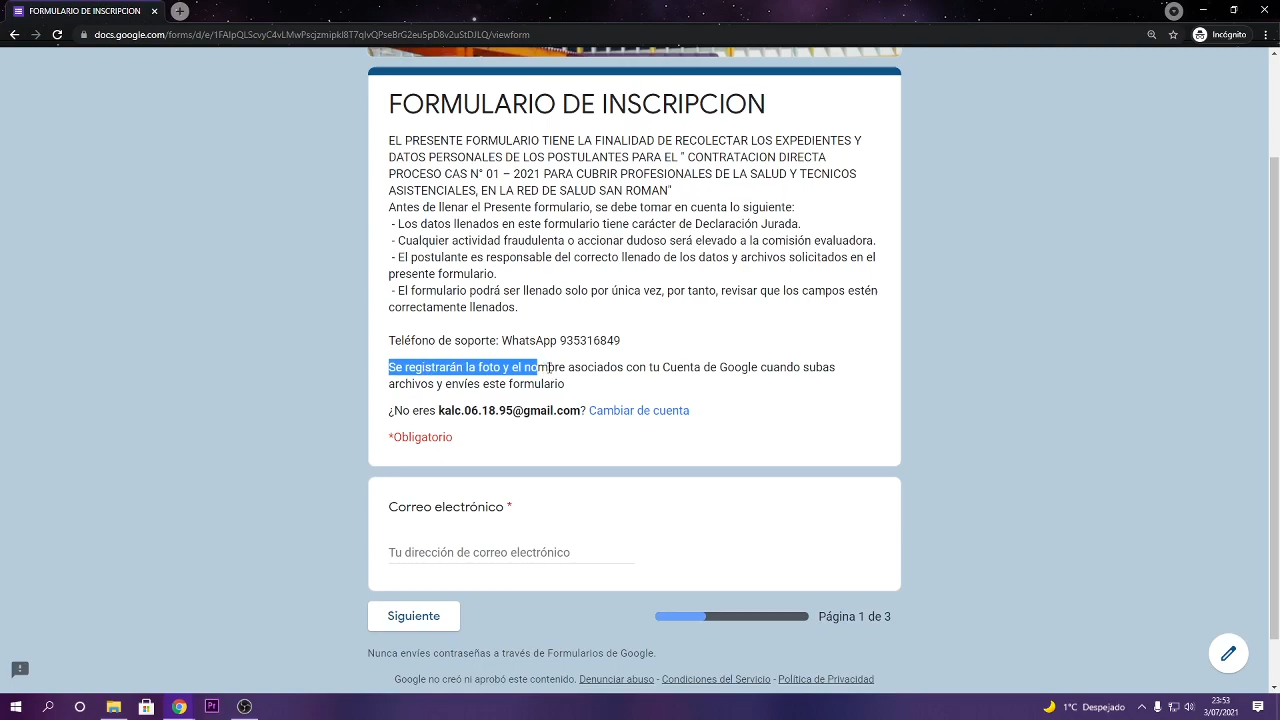 FORMULARIO DE INSCRIPCION
docs.google.com/forms/d/e/1FAIpQLScvyC4vLMwPsqzmipkl8T7qIvQPseBrG2eu5pD8v2uStDJLQ/viewform
Incógnito
FORMULARIO DE INSCRIPCION
EL PRESENTE FORMULARIO TIENE LA FINALIDAD DE RECOLECTAR LOS EXPEDIENTES Y
DATOS PERSONALES DE LOS POSTULANTES PARA EL " CONTRATACION DIRECTA
PROCESO CAS N° 01 – 2021 PARA CUBRIR PROFESIONALES DE LA SALUD Y TECNICOS
ASISTENCIALES, EN LA RED DE SALUD SAN ROMAN"
Antes de llenar el Presente formulario, se debe tomar en cuenta lo siguiente:
- Los datos llenados en este formulario tiene carácter de Declaración Jurada.
- Cualquier actividad fraudulenta o accionar dudoso será elevado a la comisión evaluadora.
- El postulante es responsable del correcto llenado de los datos y archivos solicitados en el
presente formulario.
- El formulario podrá ser llenado solo por única vez, por tanto, revisar que los campos estén
correctamente llenados.
Teléfono de soporte: WhatsApp 935316849
Se registrarán la foto y el nombre asociados con tu Cuenta de Google cuando subas
archivos y envíes este formulario
¿No eres kalc.06.18.95@gmail.com? Cambiar de cuenta
*Obligatorio
Correo electrónico *
Tu dirección de correo electrónico
Siguiente
Página 1 de 3
Nunca envíes contraseñas a través de Formularios de Google.
Google no creó ni aprobó este contenido. Denunciar abuso - Condiciones del Servicio - Política de Privacidad
Pr
1°C Despejado
23:53
3/07/2021